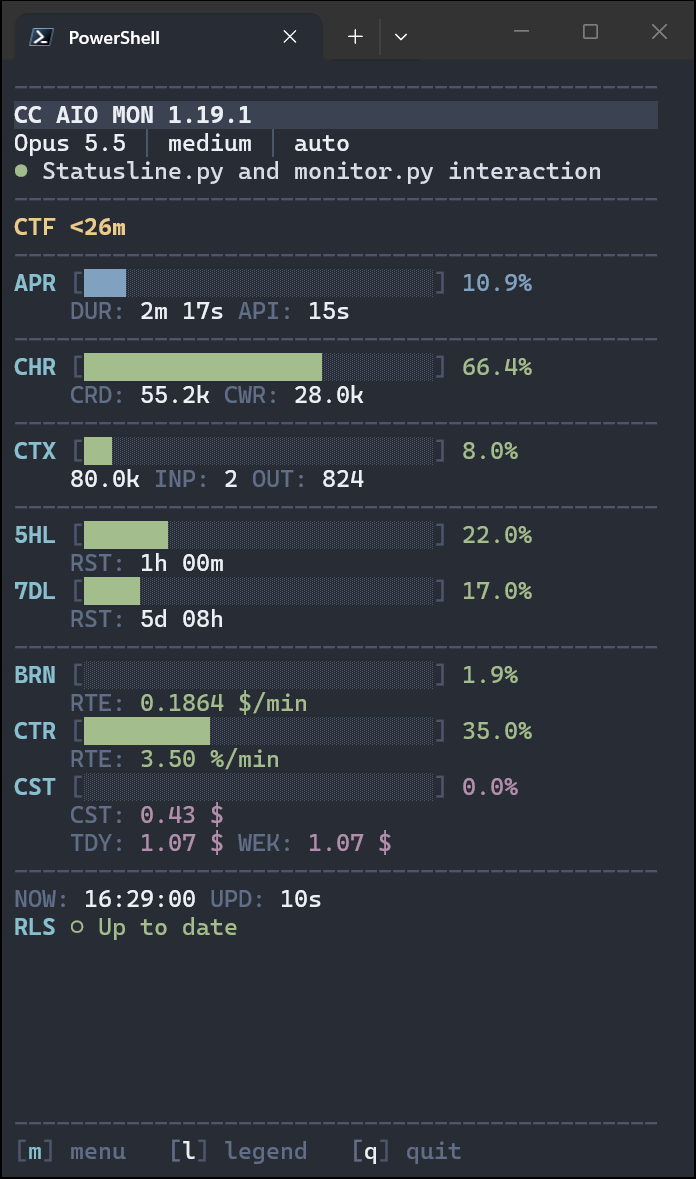 PowerShell
CC AIO MON 1.19.1
Opus 5.5 │ medium │ auto
● Statusline.py and monitor.py interaction
CTF <26m
APR [ ] 10.9%
DUR: 2m 17s API: 15s
CHR [ ] 66.4%
CRD: 55.2k CWR: 28.0k
CTX [ ] 8.0%
80.0k INP: 2 OUT: 824
5HL [ ] 22.0%
RST: 1h 00m
7DL [ ] 17.0%
RST: 5d 08h
BRN [ ] 1.9%
RTE: 0.1864 $/min
CTR [ ] 35.0%
RTE: 3.50 %/min
CST [ ] 0.0%
CST: 0.43 $
TDY: 1.07 $ WEK: 1.07 $
NOW: 16:29:00 UPD: 10s
RLS ○ Up to date
[m] menu [l] legend [q] quit